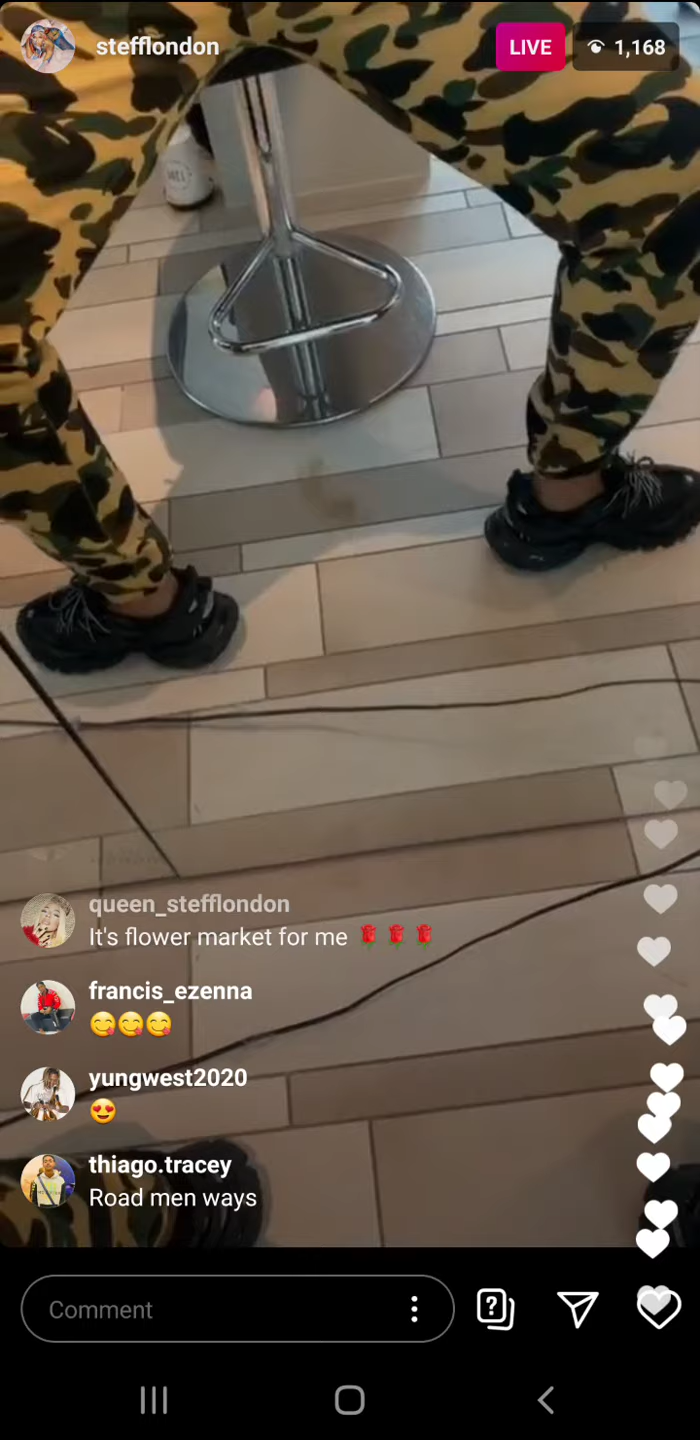 stefflondon
LIVE
1,168
queen_stefflondon
It's flower market for me 🌹🌹🌹
francis_ezenna
😋😋😋
yungwest2020
😍
thiago.tracey
Road men ways
Comment